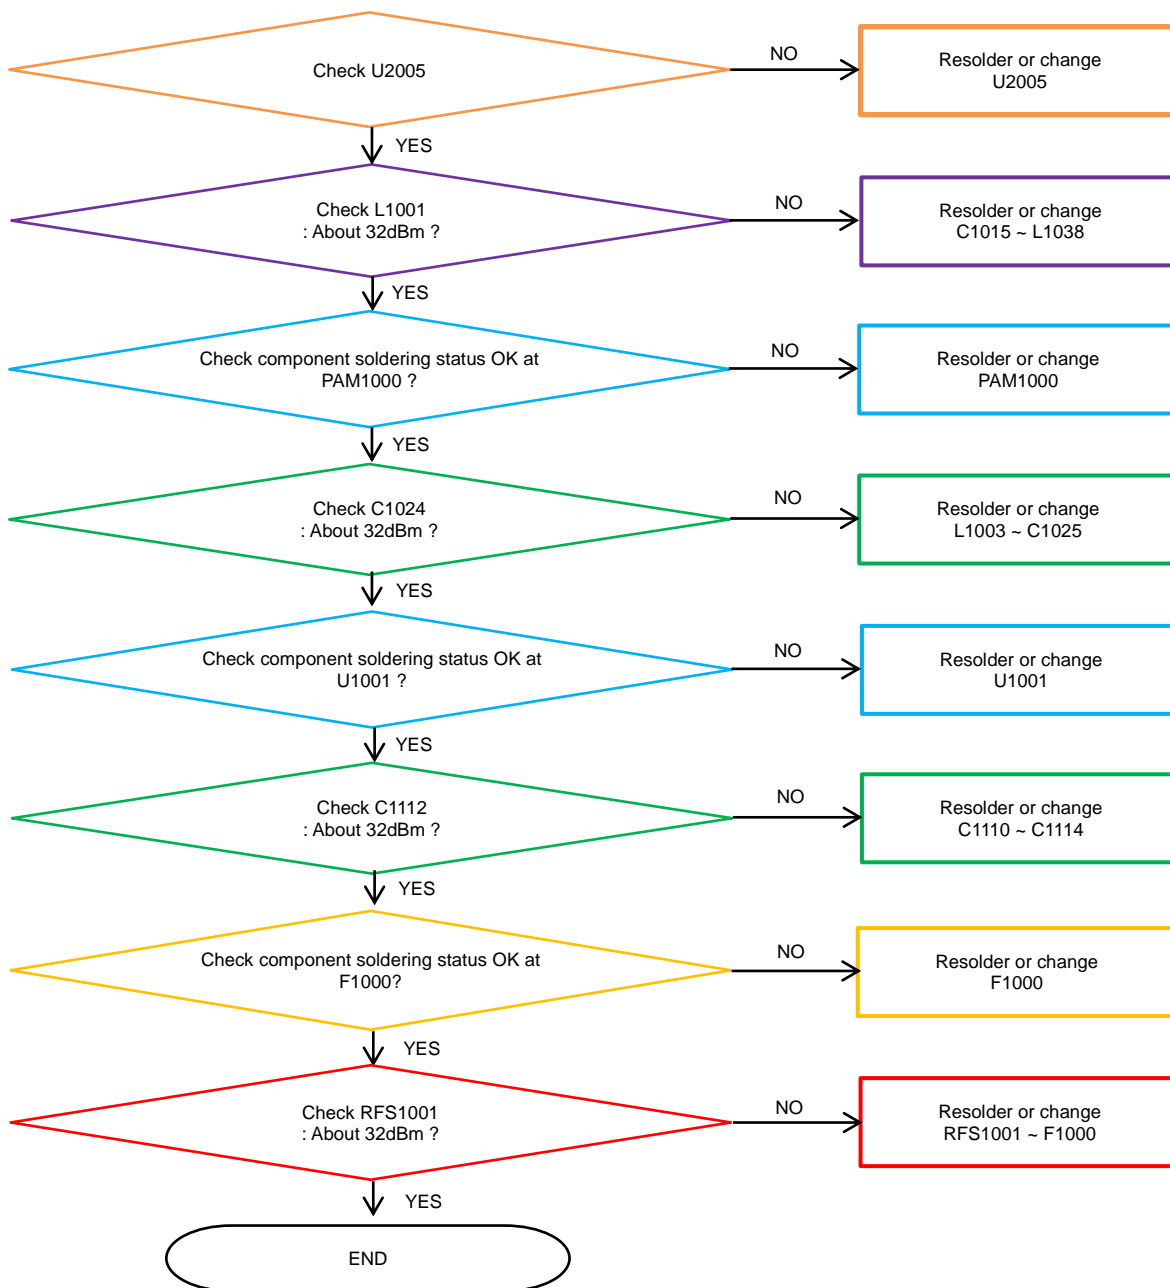 Check U2005
NO
Resolder or change
U2005
YES
Check L1001
: About 32dBm ?
NO
Resolder or change
C1015 ~ L1038
YES
Check component soldering status OK at
PAM1000 ?
NO
Resolder or change
PAM1000
YES
Check C1024
: About 32dBm ?
NO
Resolder or change
L1003 ~ C1025
YES
Check component soldering status OK at
U1001 ?
NO
Resolder or change
U1001
YES
Check C1112
: About 32dBm ?
NO
Resolder or change
C1110 ~ C1114
YES
Check component soldering status OK at
F1000?
NO
Resolder or change
F1000
YES
Check RFS1001
: About 32dBm ?
NO
Resolder or change
RFS1001 ~ F1000
YES
END